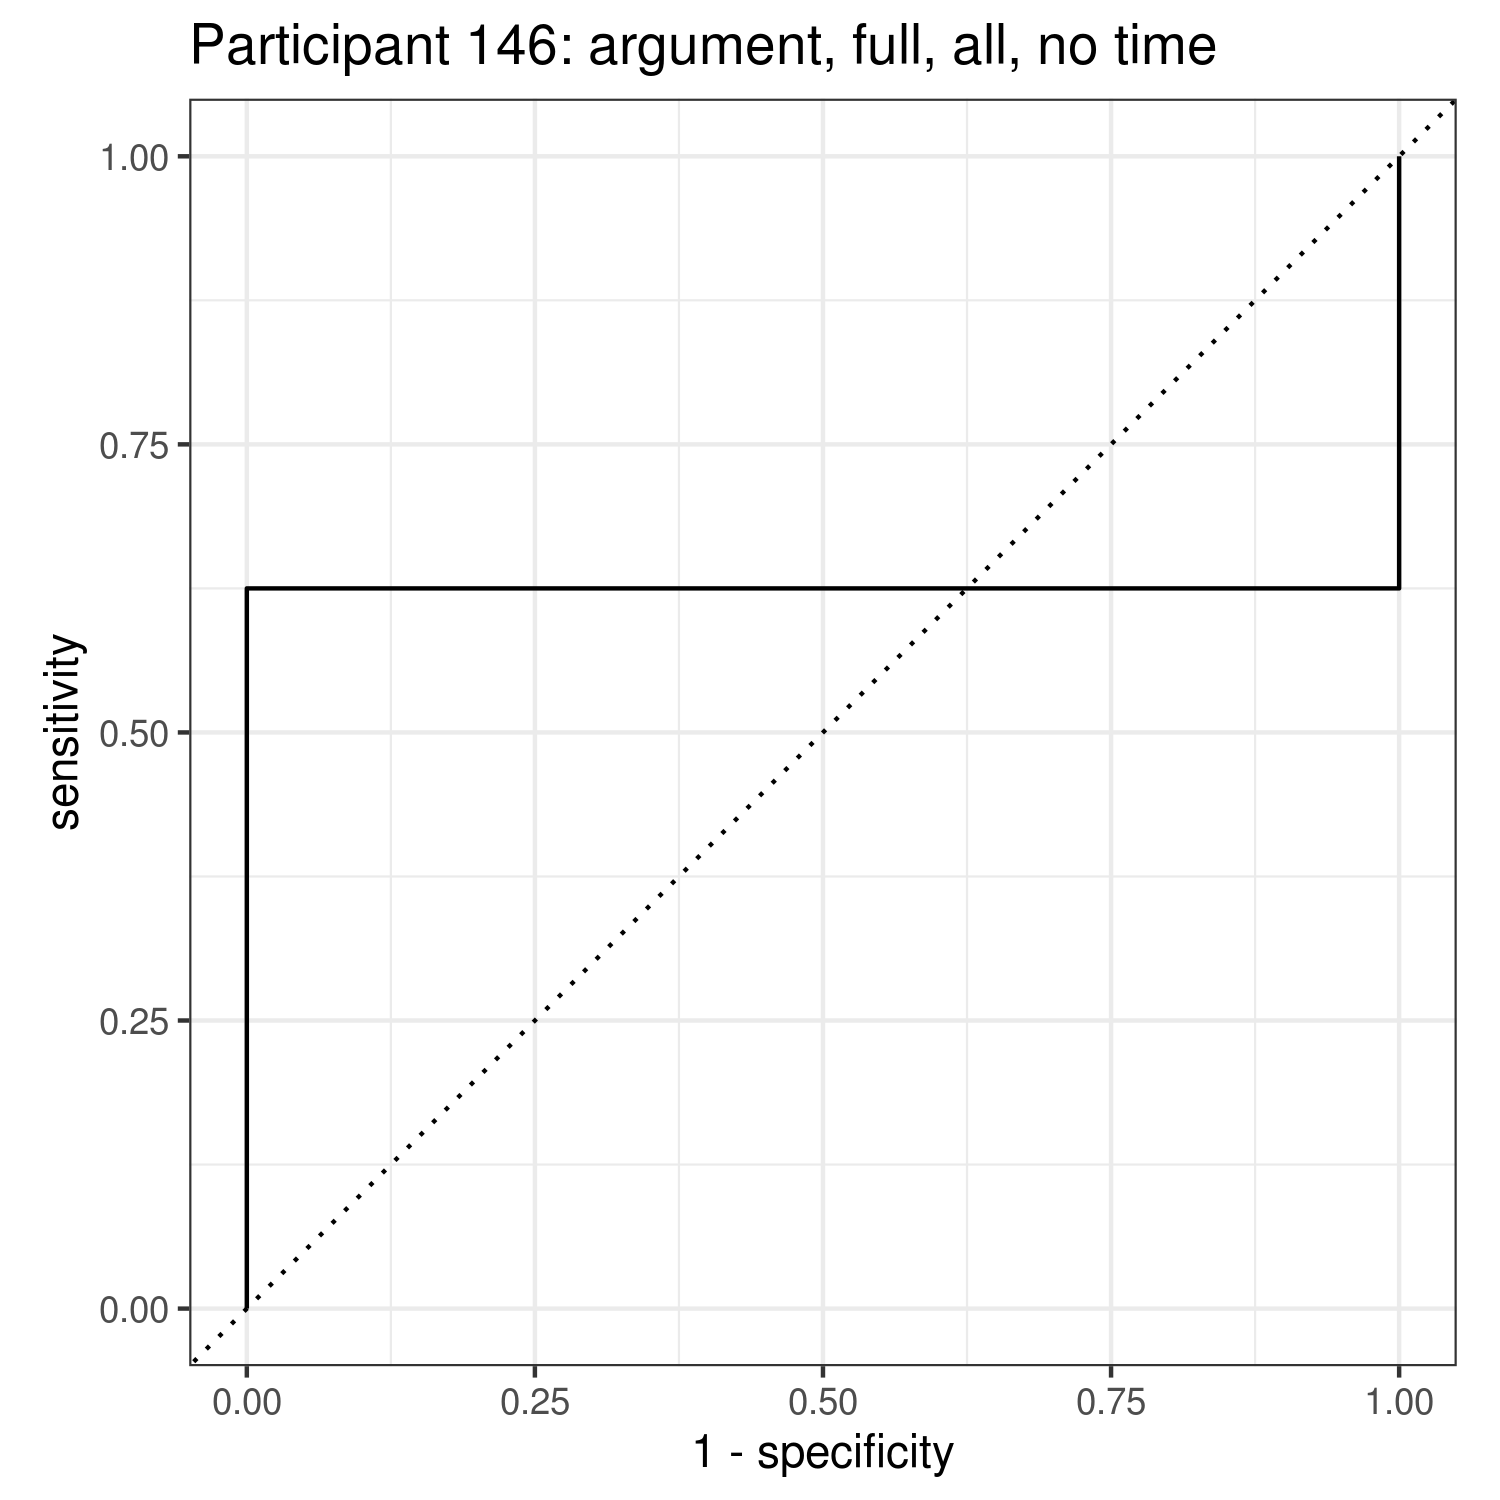 Participant 146: argument, full, all, no time
1.00
0.75
0.50
0.25
0.00
sensitivity
0.00 0.25 0.50 0.75 1.00
1 - specificity